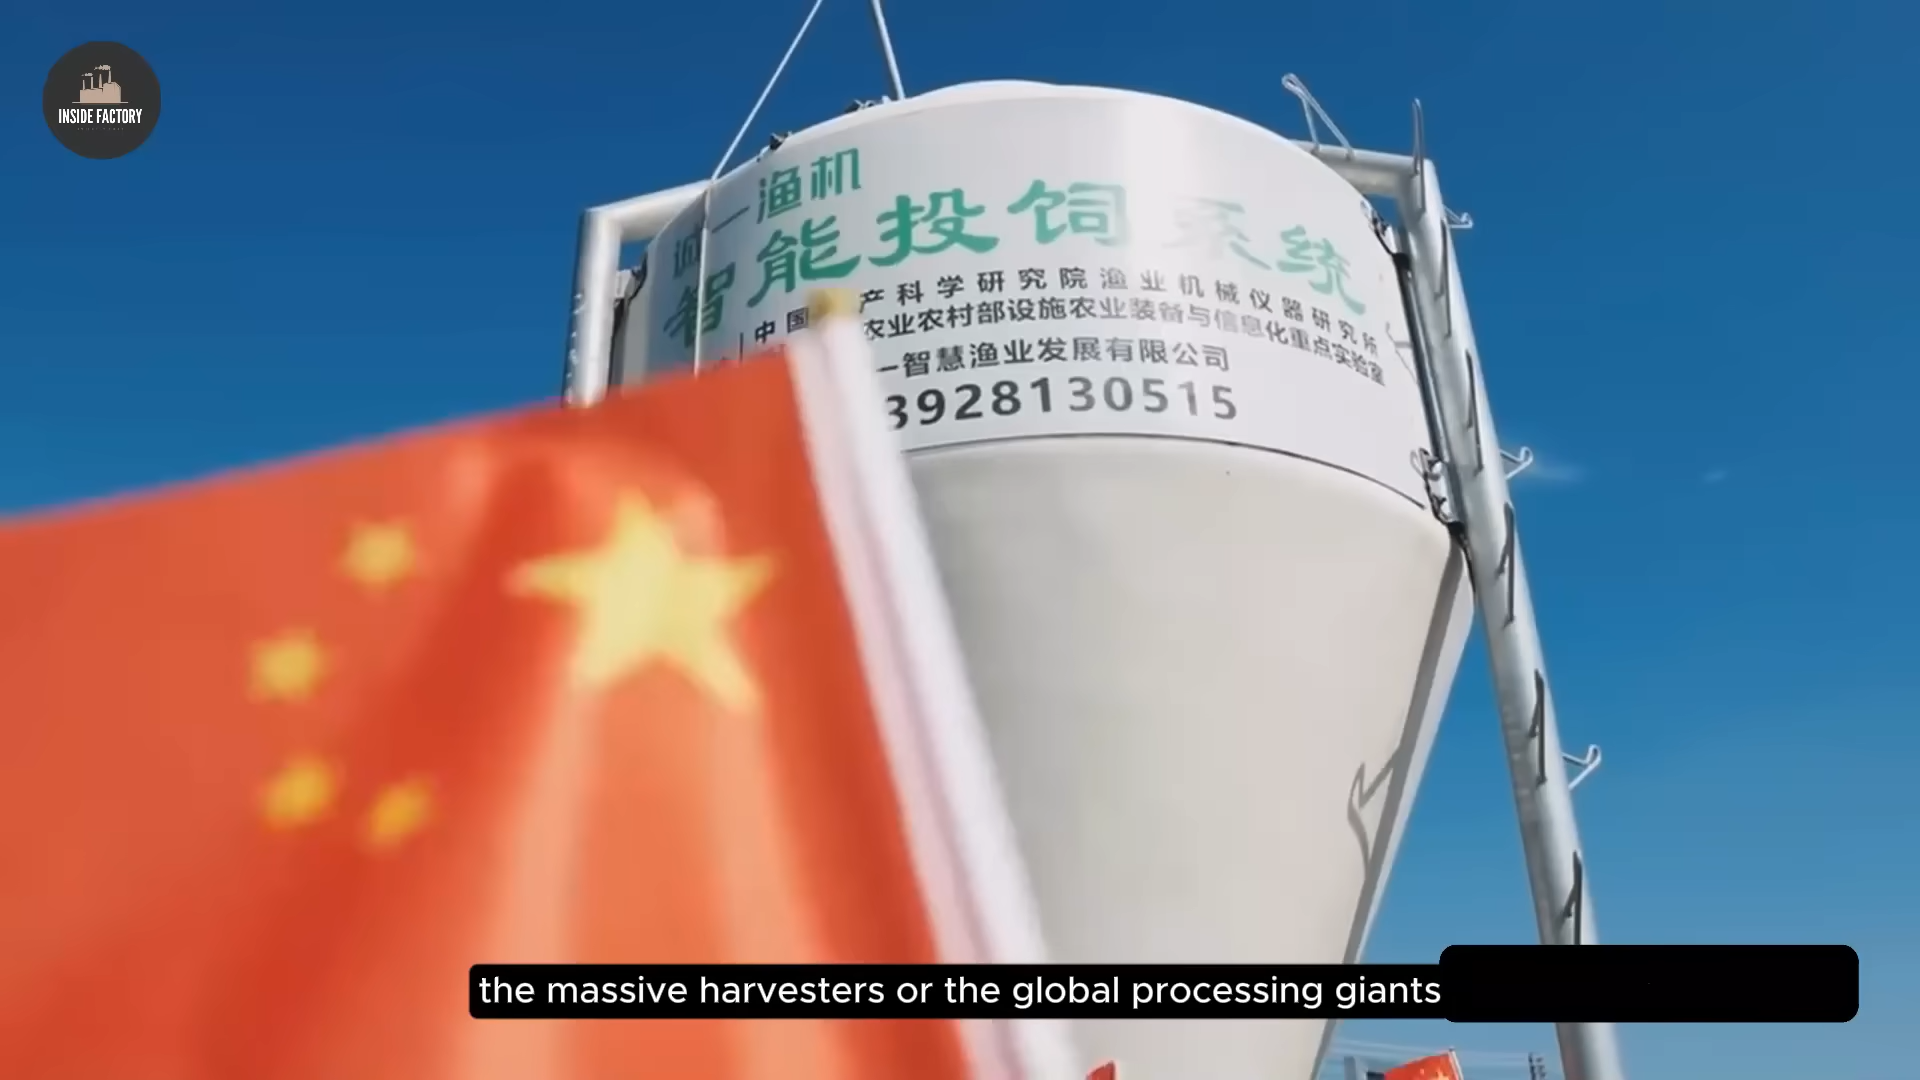 INSIDE FACTORY
诚一渔机
智能投饲系统
中国 产科学研究院渔业机械仪器研究所
农业农村部设施农业装备与信息化重点实验室
一智慧渔业发展有限公司
3928130515
the massive harvesters or the global processing giants